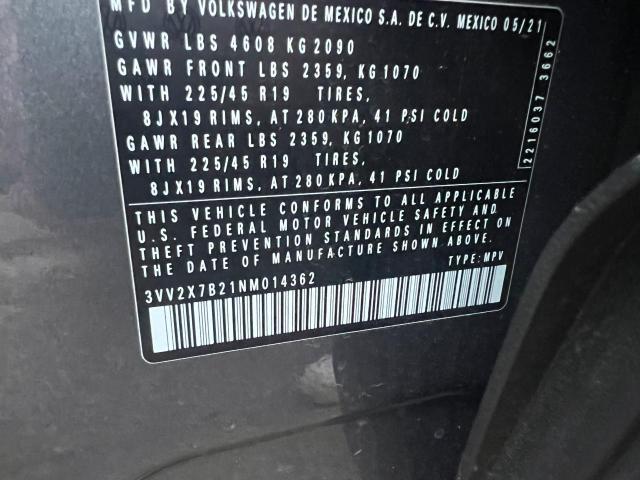 MFD BY VOLKSWAGEN DE MEXICO S.A. DE C.V. MEXICO 05/21
GVWR LBS 4608 KG 2090
GAWR FRONT LBS 2359, KG 1070
WITH 225/45 R19 TIRES,
8JX19 RIMS, AT 280 KPA, 41 PSI COLD
GAWR REAR LBS 2359, KG 1070
WITH 225/45 R19 TIRES,
8JX19 RIMS, AT 280 KPA, 41 PSI COLD
2216037 3662
THIS VEHICLE CONFORMS TO ALL APPLICABLE
U.S. FEDERAL MOTOR VEHICLE SAFETY AND
THEFT PREVENTION STANDARDS IN EFFECT ON
THE DATE OF MANUFACTURE SHOWN ABOVE.
3VV2X7B21NM014362 TYPE: MPV